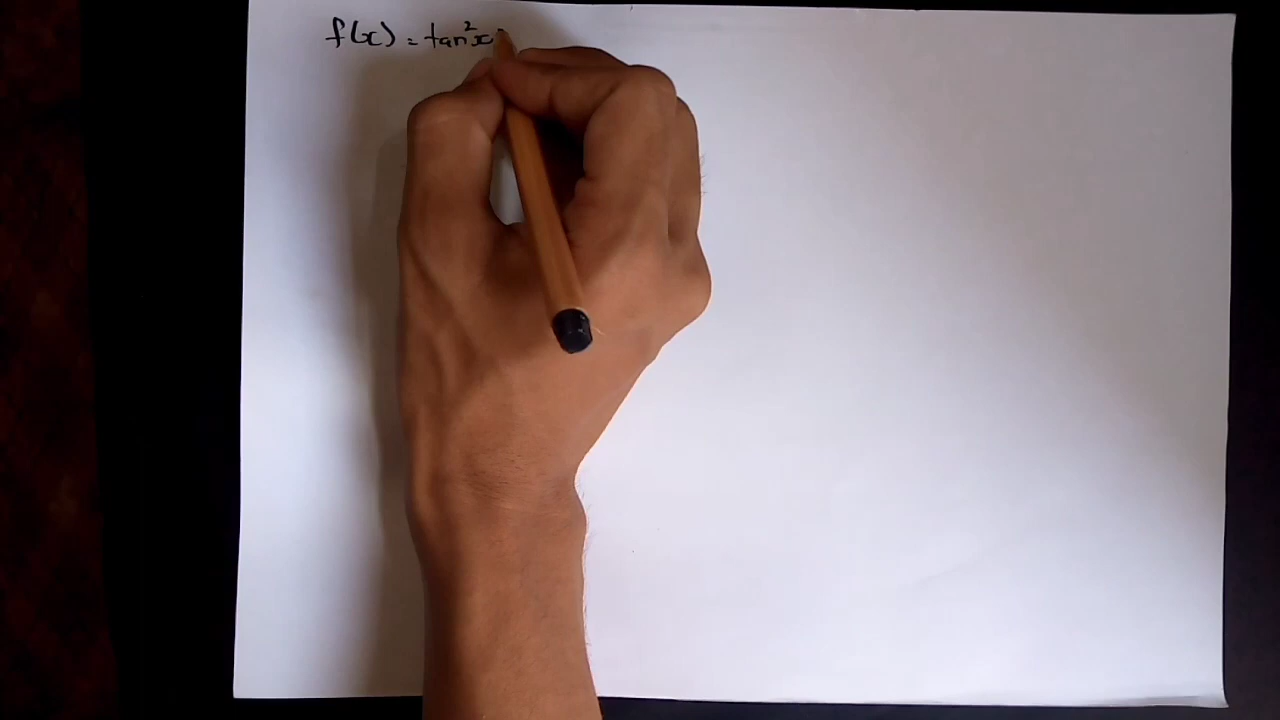 f(x) = tan²x